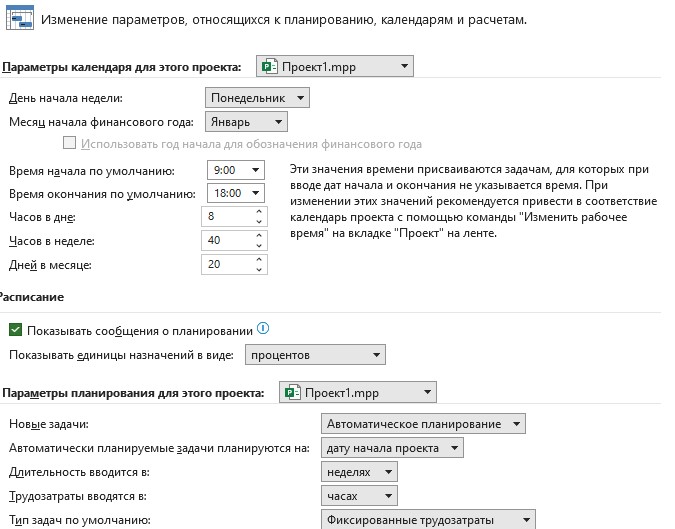 Изменение параметров, относящихся к планированию, календарям и расчетам.
Параметры календаря для этого проекта: Проект1.mpp
День начала недели: Понедельник
Месяц начала финансового года: Январь
Использовать год начала для обозначения финансового года
Время начала по умолчанию: 9:00
Время окончания по умолчанию: 18:00
Часов в дне: 8
Часов в неделе: 40
Дней в месяце: 20
Эти значения времени присваиваются задачам, для которых при
вводе дат начала и окончания не указывается время. При
изменении этих значений рекомендуется привести в соответствие
календарь проекта с помощью команды "Изменить рабочее
время" на вкладке "Проект" на ленте.
Расписание
Показывать сообщения о планировании
Показывать единицы назначений в виде: процентов
Параметры планирования для этого проекта: Проект1.mpp
Новые задачи: Автоматическое планирование
Автоматически планируемые задачи планируются на: дату начала проекта
Длительность вводится в: неделях
Трудозатраты вводятся в: часах
Тип задач по умолчанию: Фиксированные трудозатраты